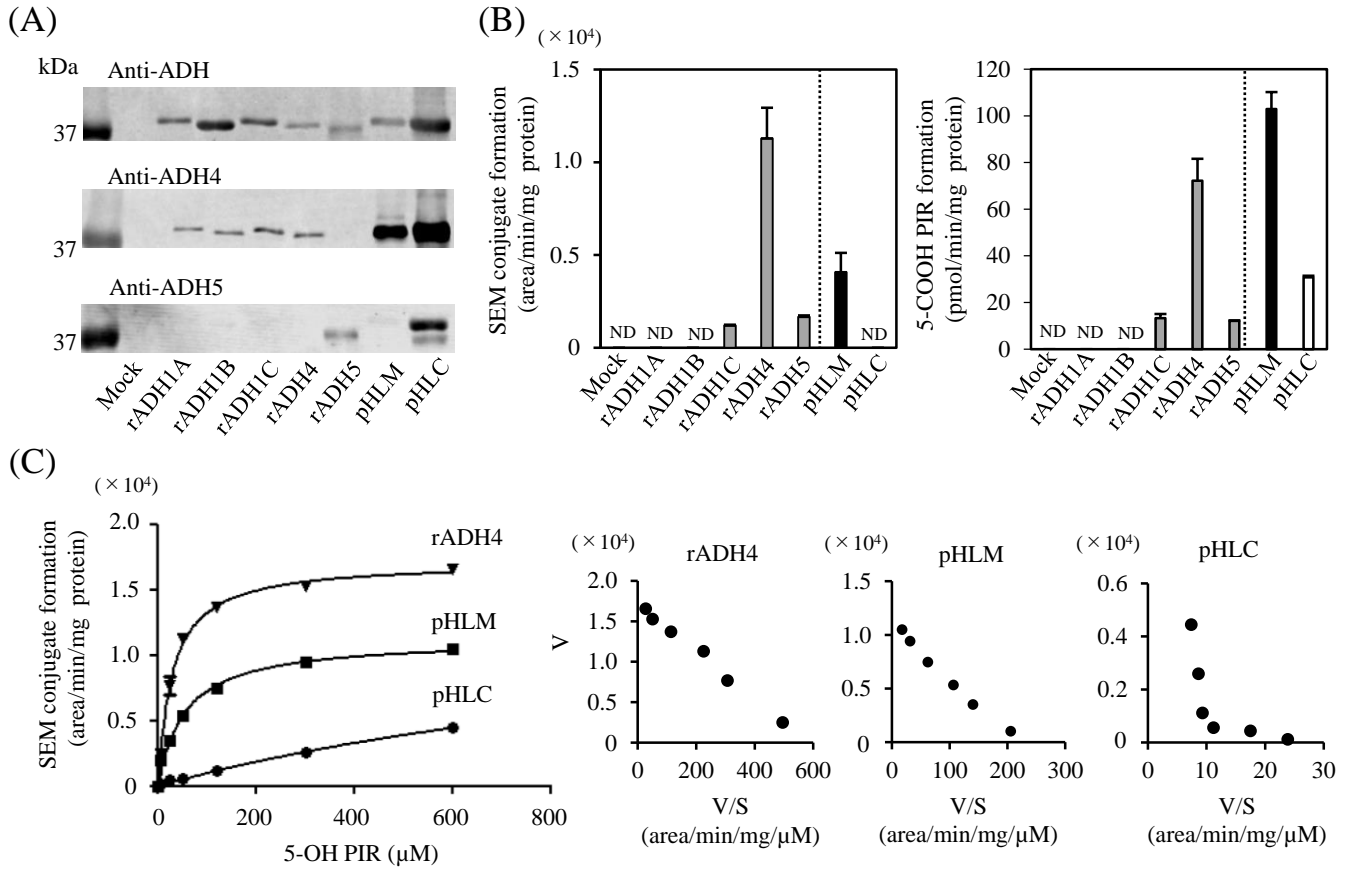 (A)
kDa
Anti-ADH
37
Anti-ADH4
37
Anti-ADH5
37
Mock
rADH1A
rADH1B
rADH1C
rADH4
rADH5
pHLM
pHLC
(B)
(×10⁴)
SEM conjugate formation
(area/min/mg protein)
1.5
1.0
0.5
0
ND
ND
ND
ND
Mock
rADH1A
rADH1B
rADH1C
rADH4
rADH5
pHLM
pHLC
5-COOH PIR formation
(pmol/min/mg protein)
120
100
80
60
40
20
0
ND
ND
ND
Mock
rADH1A
rADH1B
rADH1C
rADH4
rADH5
pHLM
pHLC
(C)
(×10⁴)
SEM conjugate formation
(area/min/mg protein)
2.0
1.5
1.0
0.5
0
rADH4
pHLM
pHLC
0 200 400 600 800
5-OH PIR (µM)
(×10⁴)
rADH4
V
2.0
1.5
1.0
0.5
0
0 200 400 600
V/S
(area/min/mg/µM)
(×10⁴)
pHLM
1.5
1.0
0.5
0
0 100 200 300
V/S
(area/min/mg/µM)
(×10⁴)
pHLC
0.6
0.4
0.2
0
0 10 20 30
V/S
(area/min/mg/µM)